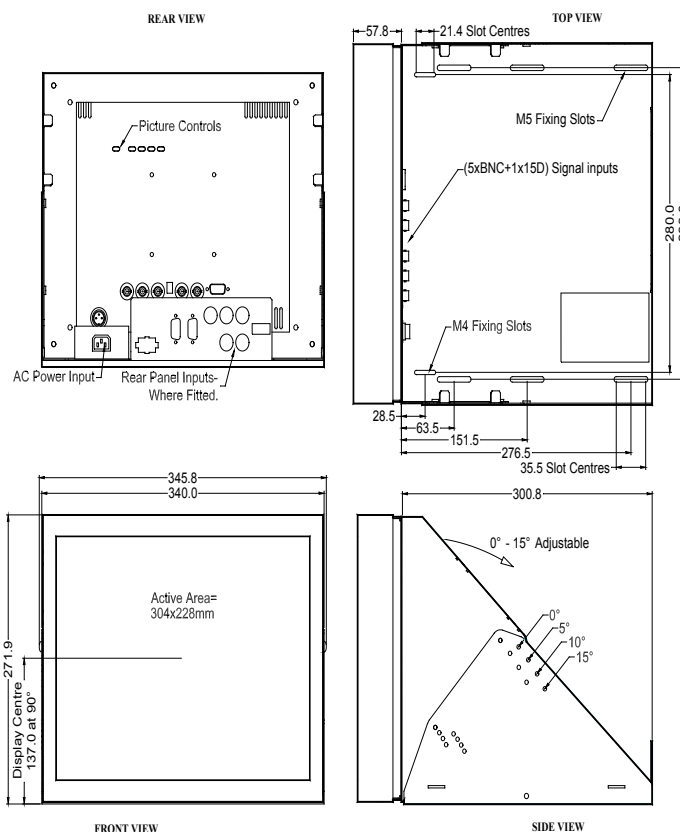 REAR VIEW
Picture Controls
AC Power Input
Rear Panel Inputs-
Where Fitted.
TOP VIEW
57.8
21.4 Slot Centres
M5 Fixing Slots
(5xBNC+1x15D) Signal inputs
280.0
M4 Fixing Slots
28.5
63.5
151.5
276.5
35.5 Slot Centres
345.8
340.0
Active Area=
304x228mm
271.9
Display Centre
137.0 at 90°
FRONT VIEW
300.8
0° - 15° Adjustable
0°
5°
10°
15°
SIDE VIEW